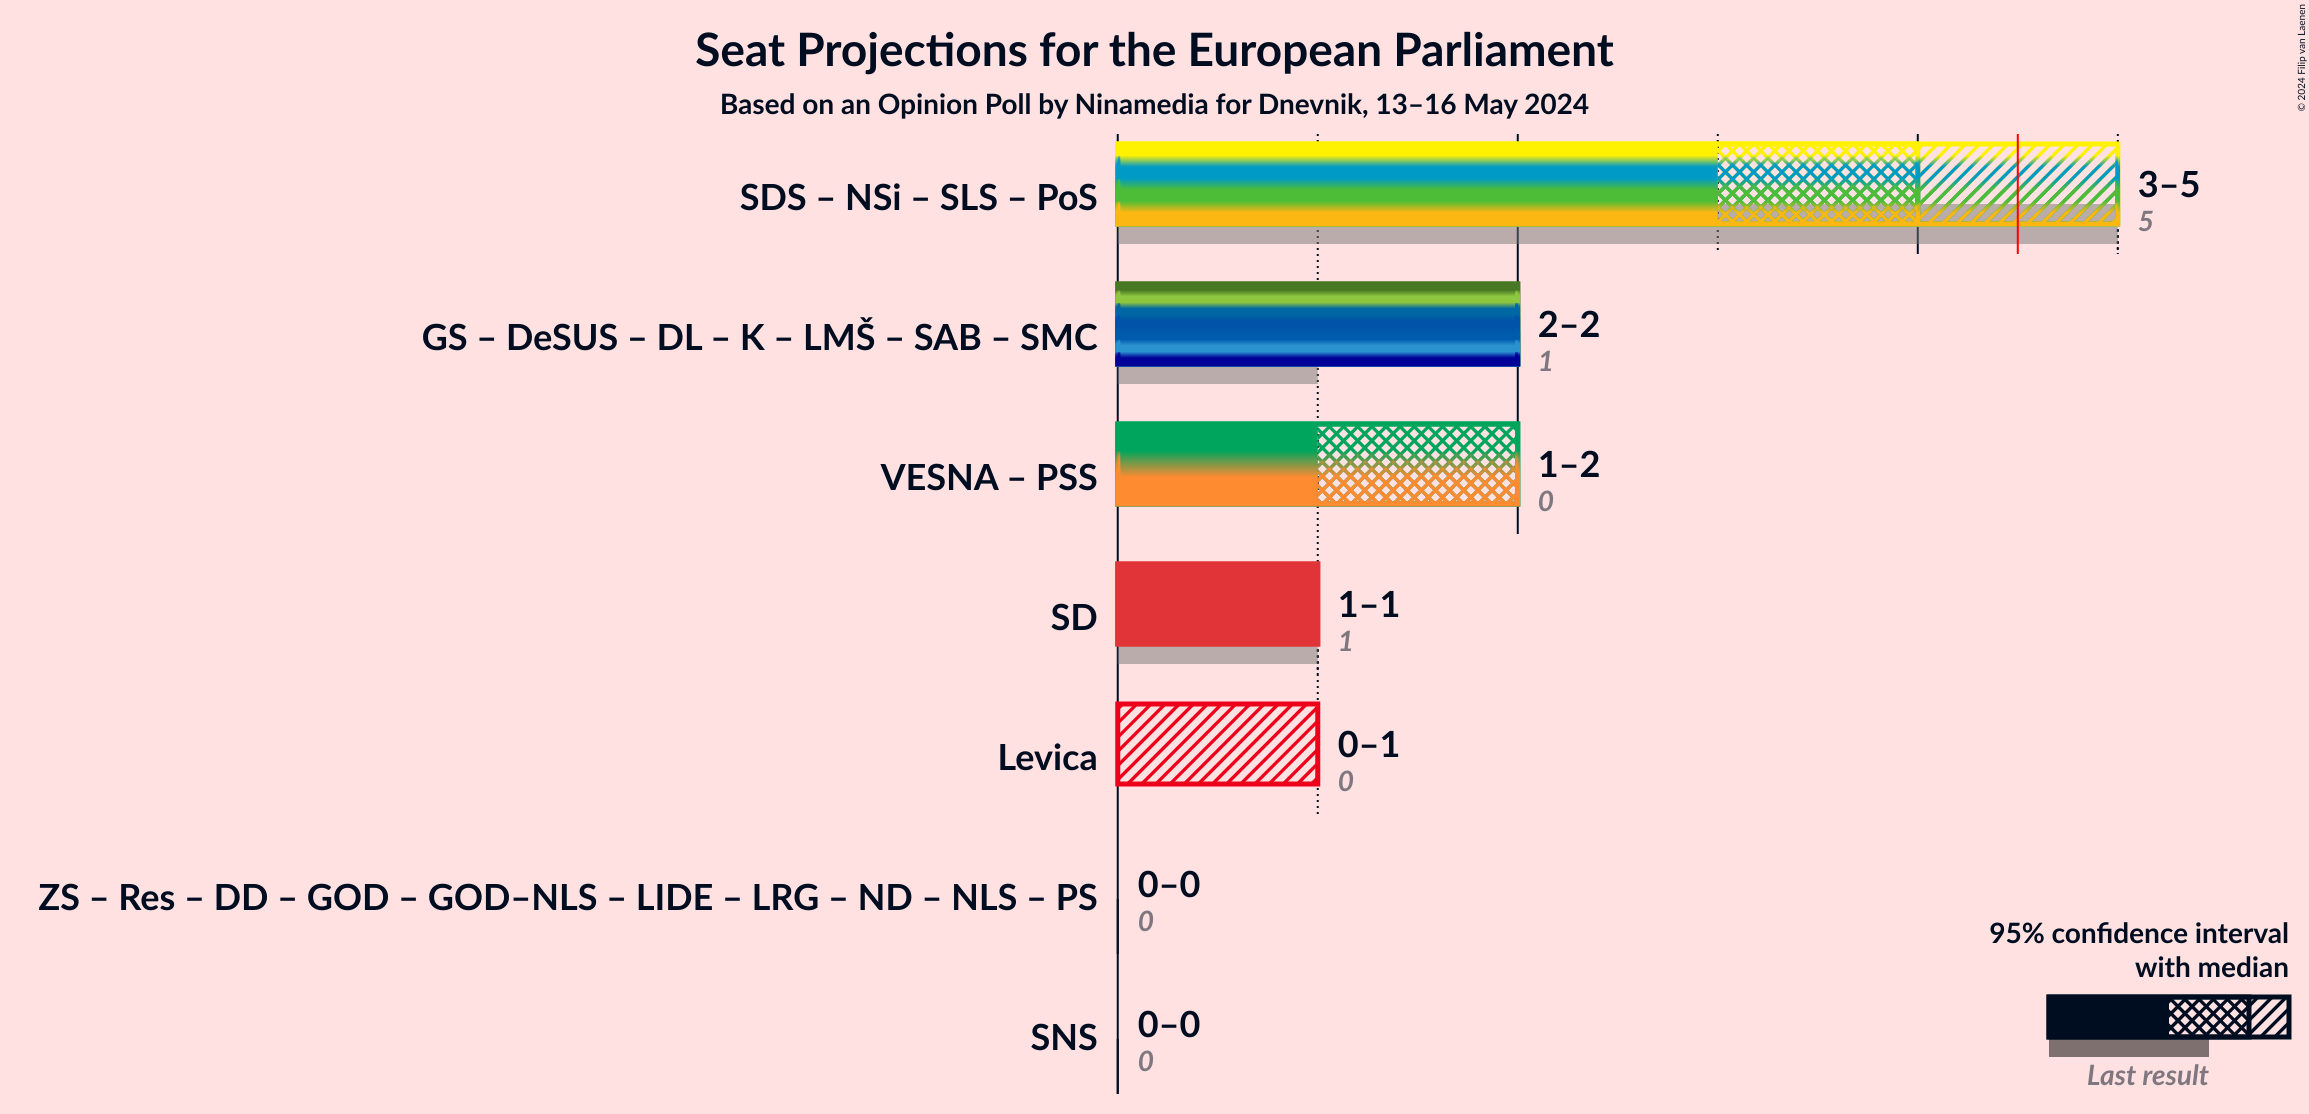 Seat Projections for the European Parliament
Based on an Opinion Poll by Ninamedia for Dnevnik, 13–16 May 2024
© 2024 Filip van Laenen
SDS – NSi – SLS – PoS
3–5
5
GS – DeSUS – DL – K – LMŠ – SAB – SMC
2–2
1
VESNA – PSS
1–2
0
SD
1–1
1
Levica
0–1
0
ZS – Res – DD – GOD – GOD–NLS – LIDE – LRG – ND – NLS – PS
0–0
0
SNS
0–0
0
95% confidence interval
with median
Last result